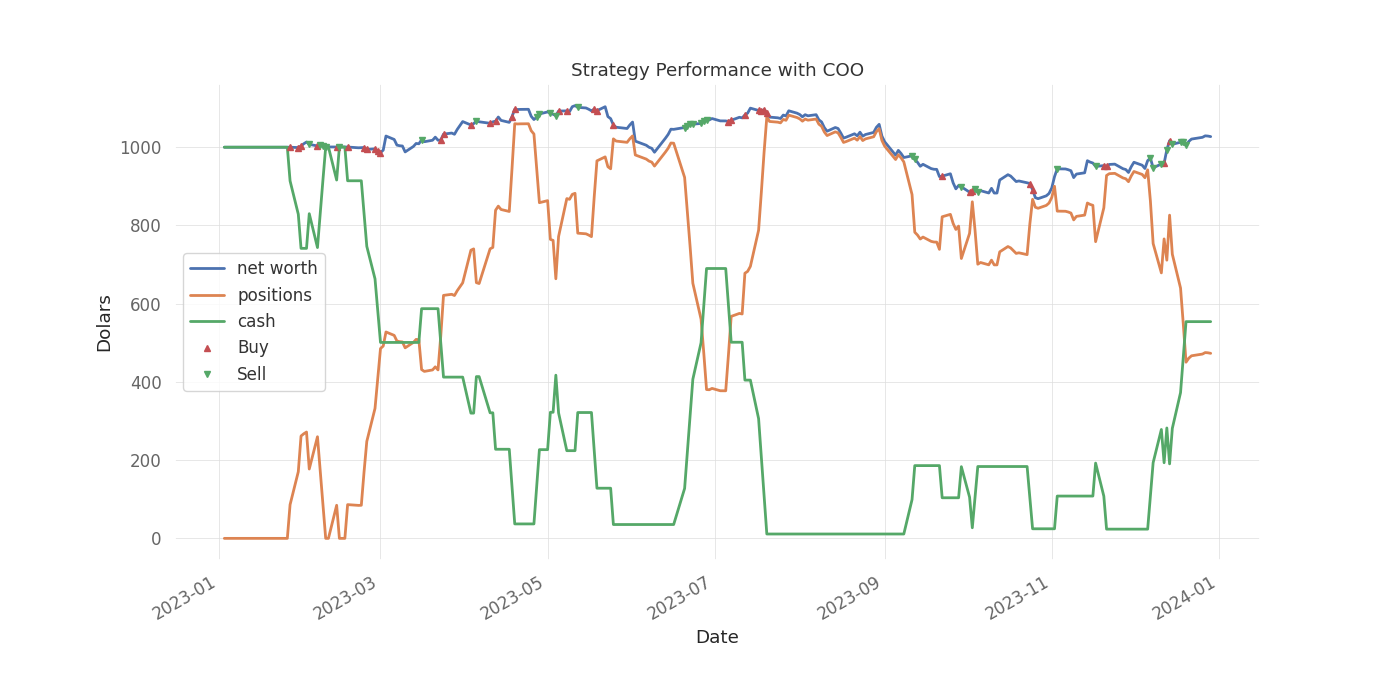 Strategy Performance with COO
1000
800
600
400
200
0
Dolars
net worth
positions
cash
Buy
Sell
2023-01
2023-03
2023-05
2023-07
2023-09
2023-11
2024-01
Date